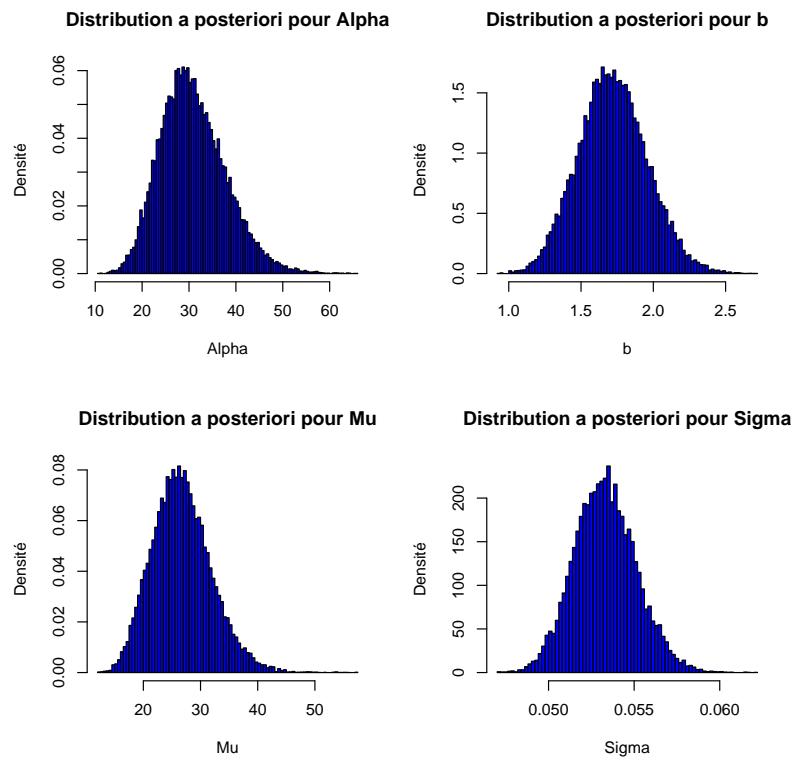 Distribution a posteriori pour Alpha
Densité
0.00
0.02
0.04
0.06
10 20 30 40 50 60
Alpha
Distribution a posteriori pour b
Densité
0.0
0.5
1.0
1.5
1.0 1.5 2.0 2.5
b
Distribution a posteriori pour Mu
Densité
0.00
0.02
0.04
0.06
0.08
20 30 40 50
Mu
Distribution a posteriori pour Sigma
Densité
0
50
100
150
200
0.050 0.055 0.060
Sigma